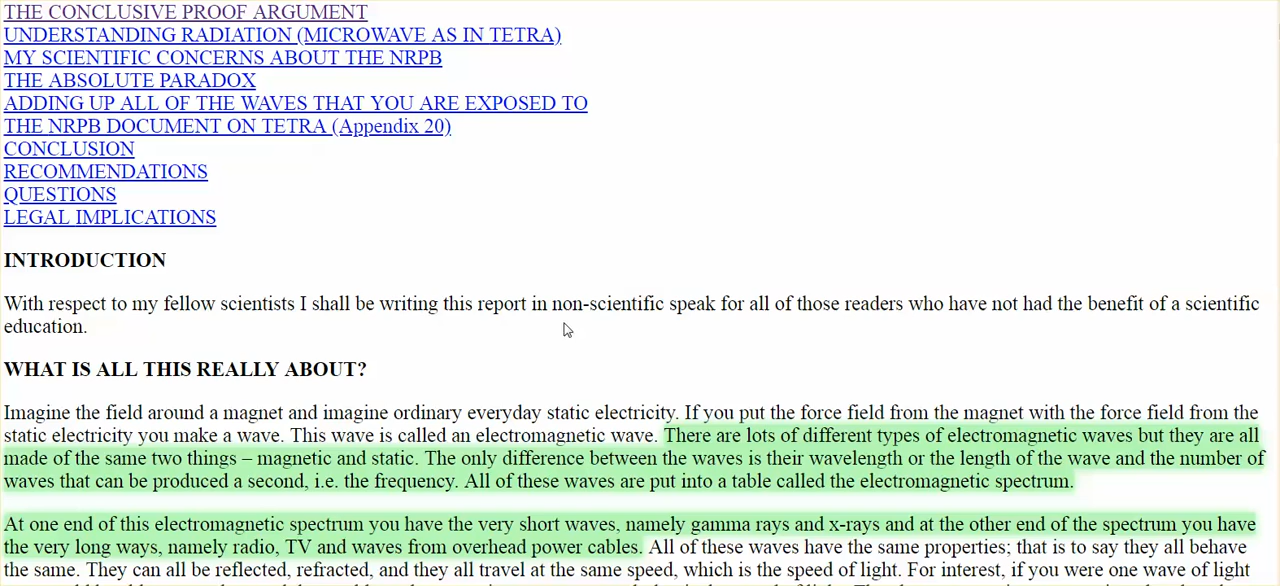 THE CONCLUSIVE PROOF ARGUMENT
UNDERSTANDING RADIATION (MICROWAVE AS IN TETRA)
MY SCIENTIFIC CONCERNS ABOUT THE NRPB
THE ABSOLUTE PARADOX
ADDING UP ALL OF THE WAVES THAT YOU ARE EXPOSED TO
THE NRPB DOCUMENT ON TETRA (Appendix 20)
CONCLUSION
RECOMMENDATIONS
QUESTIONS
LEGAL IMPLICATIONS
INTRODUCTION
With respect to my fellow scientists I shall be writing this report in non-scientific speak for all of those readers who have not had the benefit of a scientific
education.
WHAT IS ALL THIS REALLY ABOUT?
Imagine the field around a magnet and imagine ordinary everyday static electricity. If you put the force field from the magnet with the force field from the
static electricity you make a wave. This wave is called an electromagnetic wave. There are lots of different types of electromagnetic waves but they are all
made of the same two things – magnetic and static. The only difference between the waves is their wavelength or the length of the wave and the number of
waves that can be produced a second, i.e. the frequency. All of these waves are put into a table called the electromagnetic spectrum.
At one end of this electromagnetic spectrum you have the very short waves, namely gamma rays and x-rays and at the other end of the spectrum you have
the very long ways, namely radio, TV and waves from overhead power cables. All of these waves have the same properties; that is to say they all behave
the same. They can all be reflected, refracted, and they all travel at the same speed, which is the speed of light. For interest, if you were one wave of light